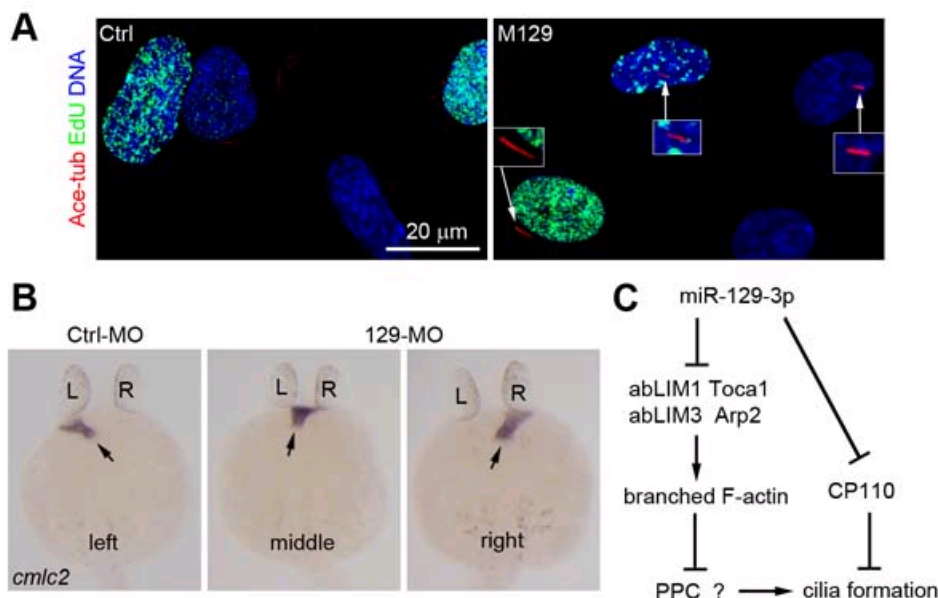 A
Ace-tub EdU DNA
Ctrl
20 μm
M129
B
Ctrl-MO
129-MO
L R
left
cmlc2
L R
middle
L R
right
C
miR-129-3p
abLIM1 Toca1
abLIM3 Arp2
branched F-actin
CP110
PPC ?
cilia formation